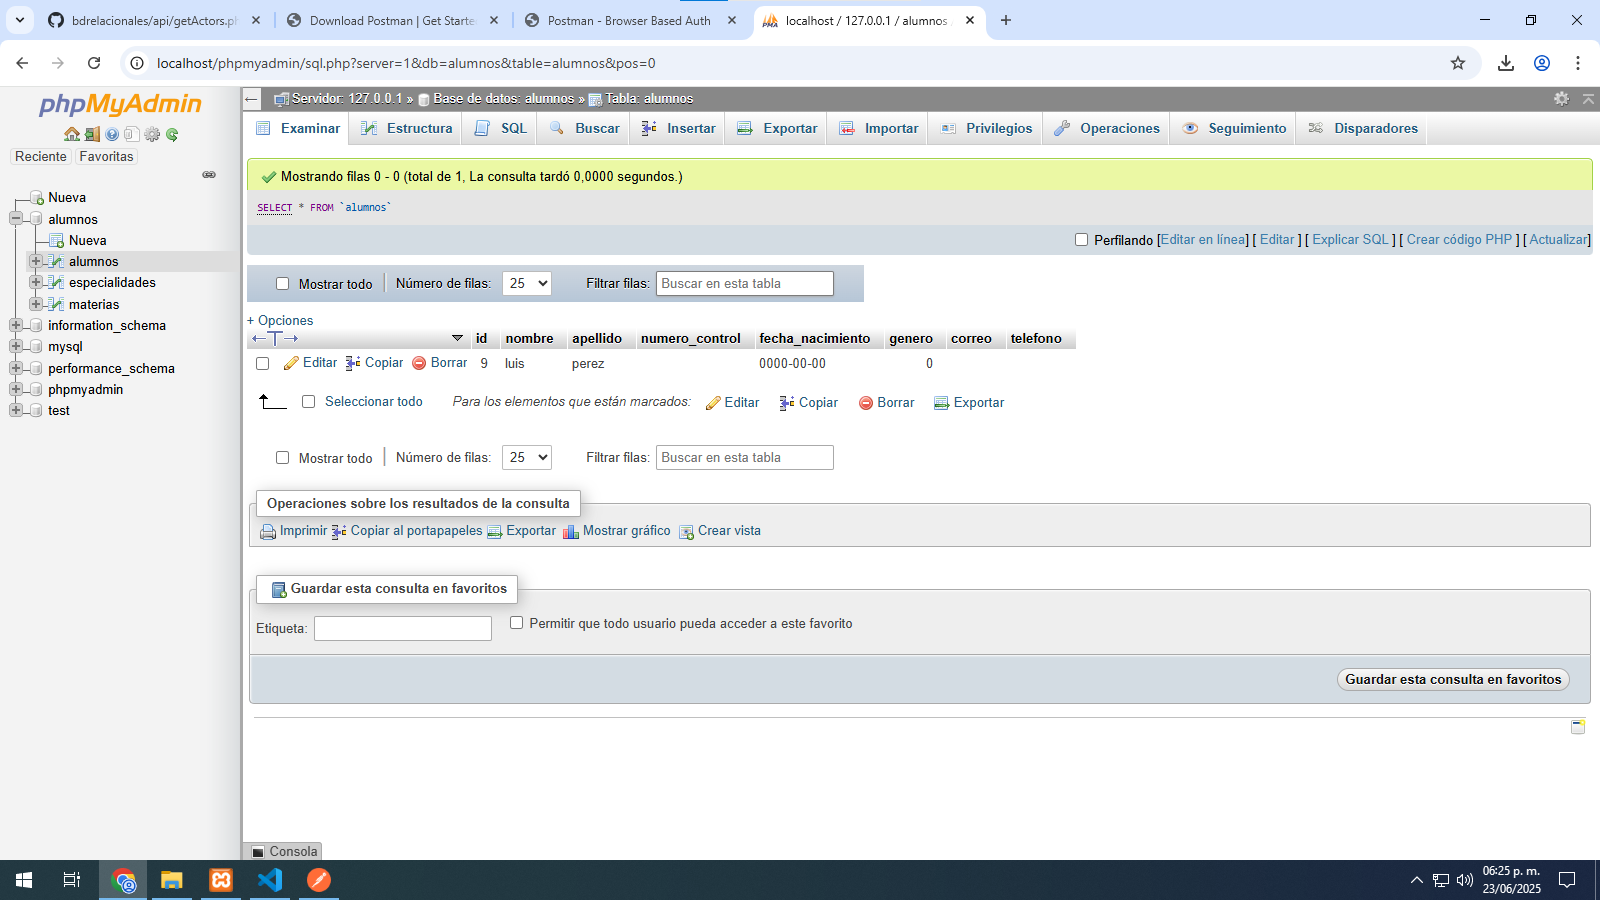 bdrelacionales/api/getActors.ph
Download Postman | Get Starte
Postman - Browser Based Auth
localhost / 127.0.0.1 / alumnos
localhost/phpmyadmin/sql.php?server=1&db=alumnos&table=alumnos&pos=0
phpMyAdmin
Reciente
Favoritas
Nueva
alumnos
Nueva
alumnos
especialidades
materias
information_schema
mysql
performance_schema
phpmyadmin
test
Servidor: 127.0.0.1 » Base de datos: alumnos » Tabla: alumnos
Examinar Estructura SQL Buscar Insertar Exportar Importar Privilegios Operaciones Seguimiento Disparadores
Mostrando filas 0 - 0 (total de 1, La consulta tardó 0,0000 segundos.)
SELECT * FROM `alumnos`
Perfilando [Editar en línea] [ Editar ] [ Explicar SQL ] [ Crear código PHP ] [ Actualizar]
Mostrar todo Número de filas: 25 Filtrar filas: Buscar en esta tabla
+ Opciones
id nombre apellido numero_control fecha_nacimiento genero correo telefono
Editar Copiar Borrar 9 luis perez 0000-00-00 0
Seleccionar todo Para los elementos que están marcados: Editar Copiar Borrar Exportar
Mostrar todo Número de filas: 25 Filtrar filas: Buscar en esta tabla
Operaciones sobre los resultados de la consulta
Imprimir Copiar al portapapeles Exportar Mostrar gráfico Crear vista
Guardar esta consulta en favoritos
Etiqueta: Permitir que todo usuario pueda acceder a este favorito
Guardar esta consulta en favoritos
Consola
06:25 p. m.
23/06/2025